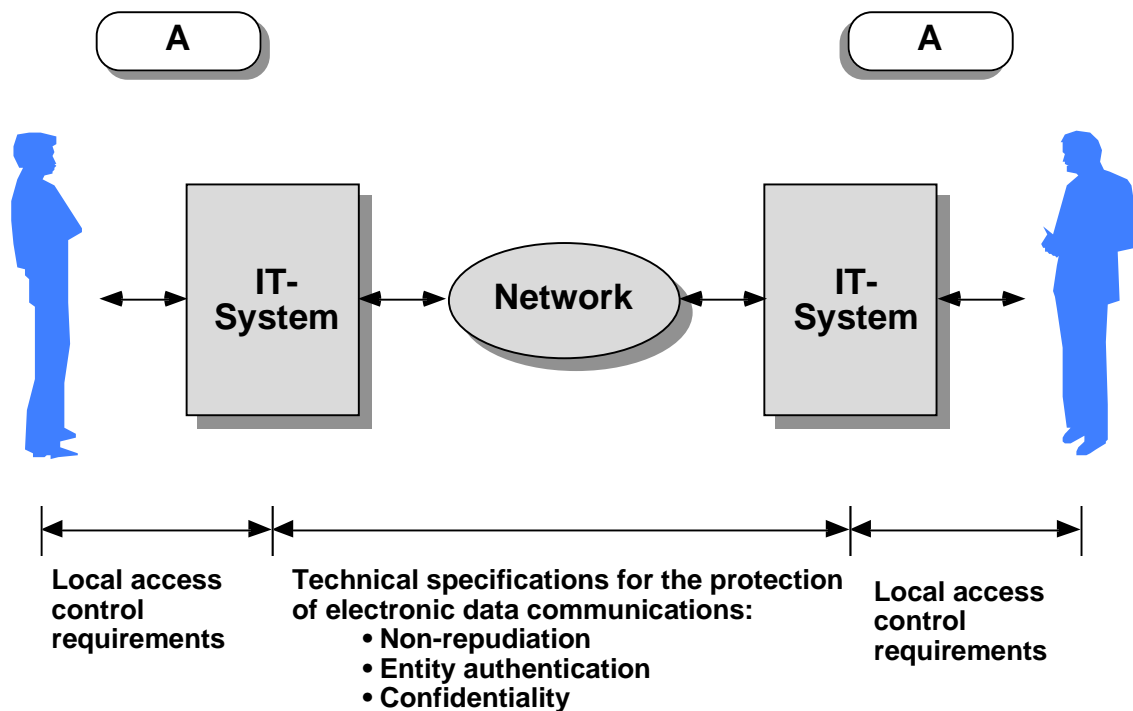 A
A
IT-
System
Network
IT-
System
Local access
control
requirements
Technical specifications for the protection
of electronic data communications:
• Non-repudiation
• Entity authentication
• Confidentiality
Local access
control
requirements